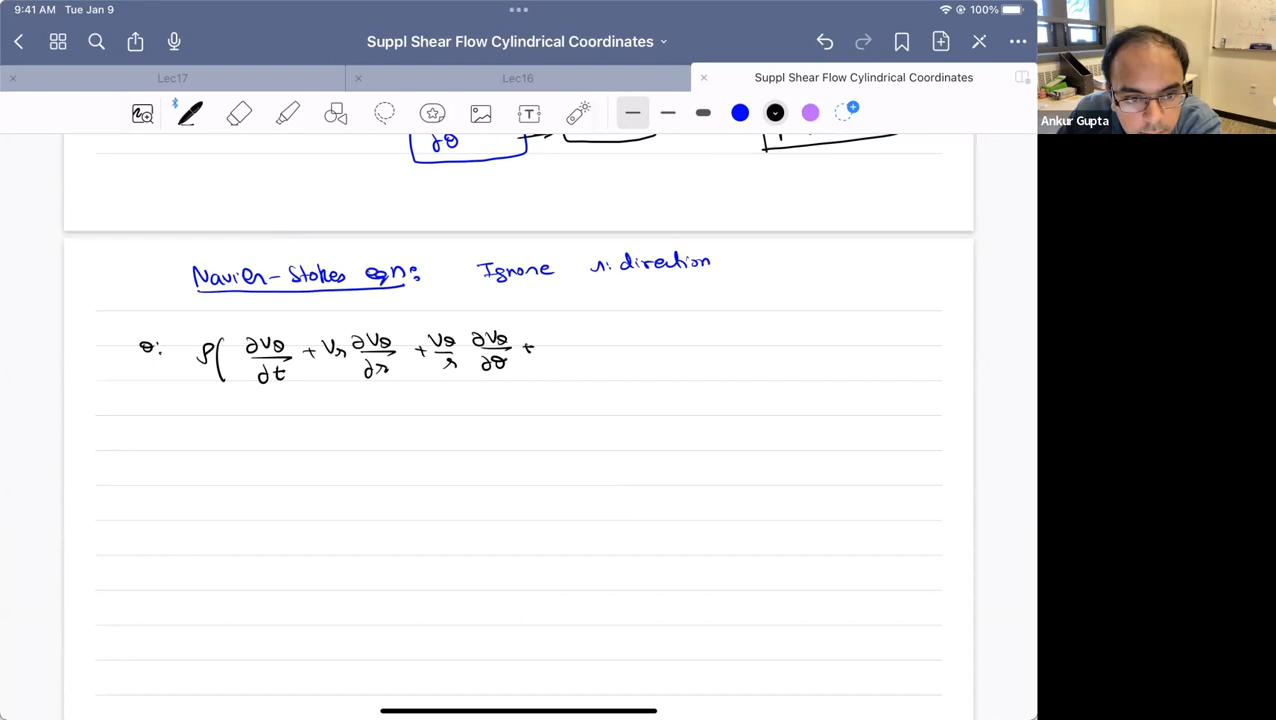 9:41 AM Tue Jan 9
100%
Suppl Shear Flow Cylindrical Coordinates
Lec17
Lec16
Suppl Shear Flow Cylindrical Coordinates
T
Ankur Gupta
∂θ
Navier-Stokes eqn: Ignore r: direction
θ: ρ( ∂vθ/∂t + vr ∂vθ/∂r + vθ/r ∂vθ/∂θ +